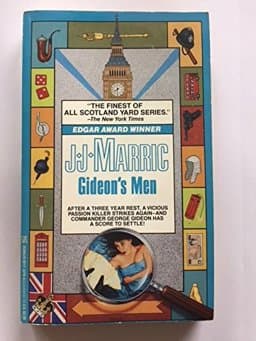 "THE FINEST OF
ALL SCOTLAND YARD SERIES."
–The New York Times
EDGAR AWARD WINNER
J·J·MARRIC
Gideon's Men
AFTER A THREE YEAR REST, A VICIOUS
PASSION KILLER STRIKES AGAIN–AND
COMMANDER GEORGE GIDEON HAS
A SCORE TO SETTLE!